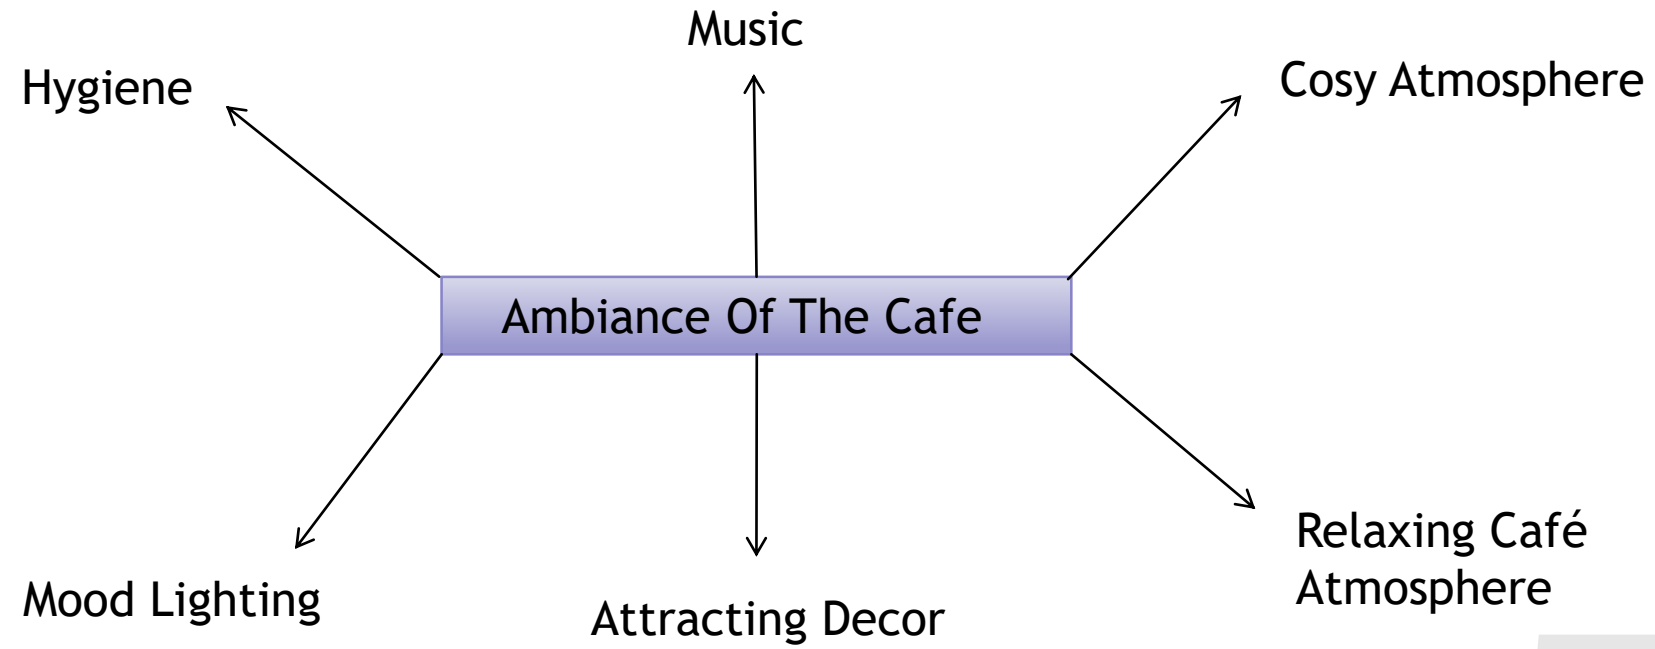 Music
Hygiene
Cosy Atmosphere
Ambiance Of The Cafe
Relaxing Café
Atmosphere
Mood Lighting
Attracting Decor